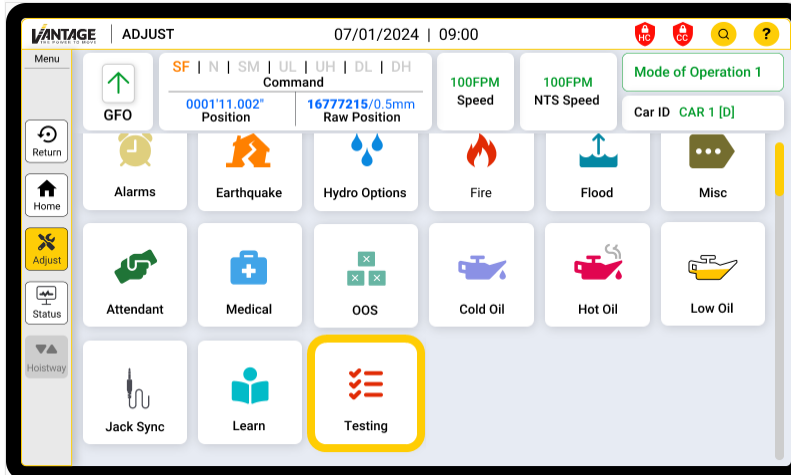 VANTAGE
THE POWER TO MOVE
ADJUST
07/01/2024 | 09:00
HC
CC
Q
?
Menu
Return
Home
Adjust
Status
Hoistway
GFO
SF | N | SM | UL | UH | DL | DH
Command
0001'11.002"
Position
16777215/0.5mm
Raw Position
100FPM
Speed
100FPM
NTS Speed
Mode of Operation 1
Car ID CAR 1 [D]
Alarms
Earthquake
Hydro Options
Fire
Flood
Misc
Attendant
Medical
OOS
Cold Oil
Hot Oil
Low Oil
Jack Sync
Learn
Testing